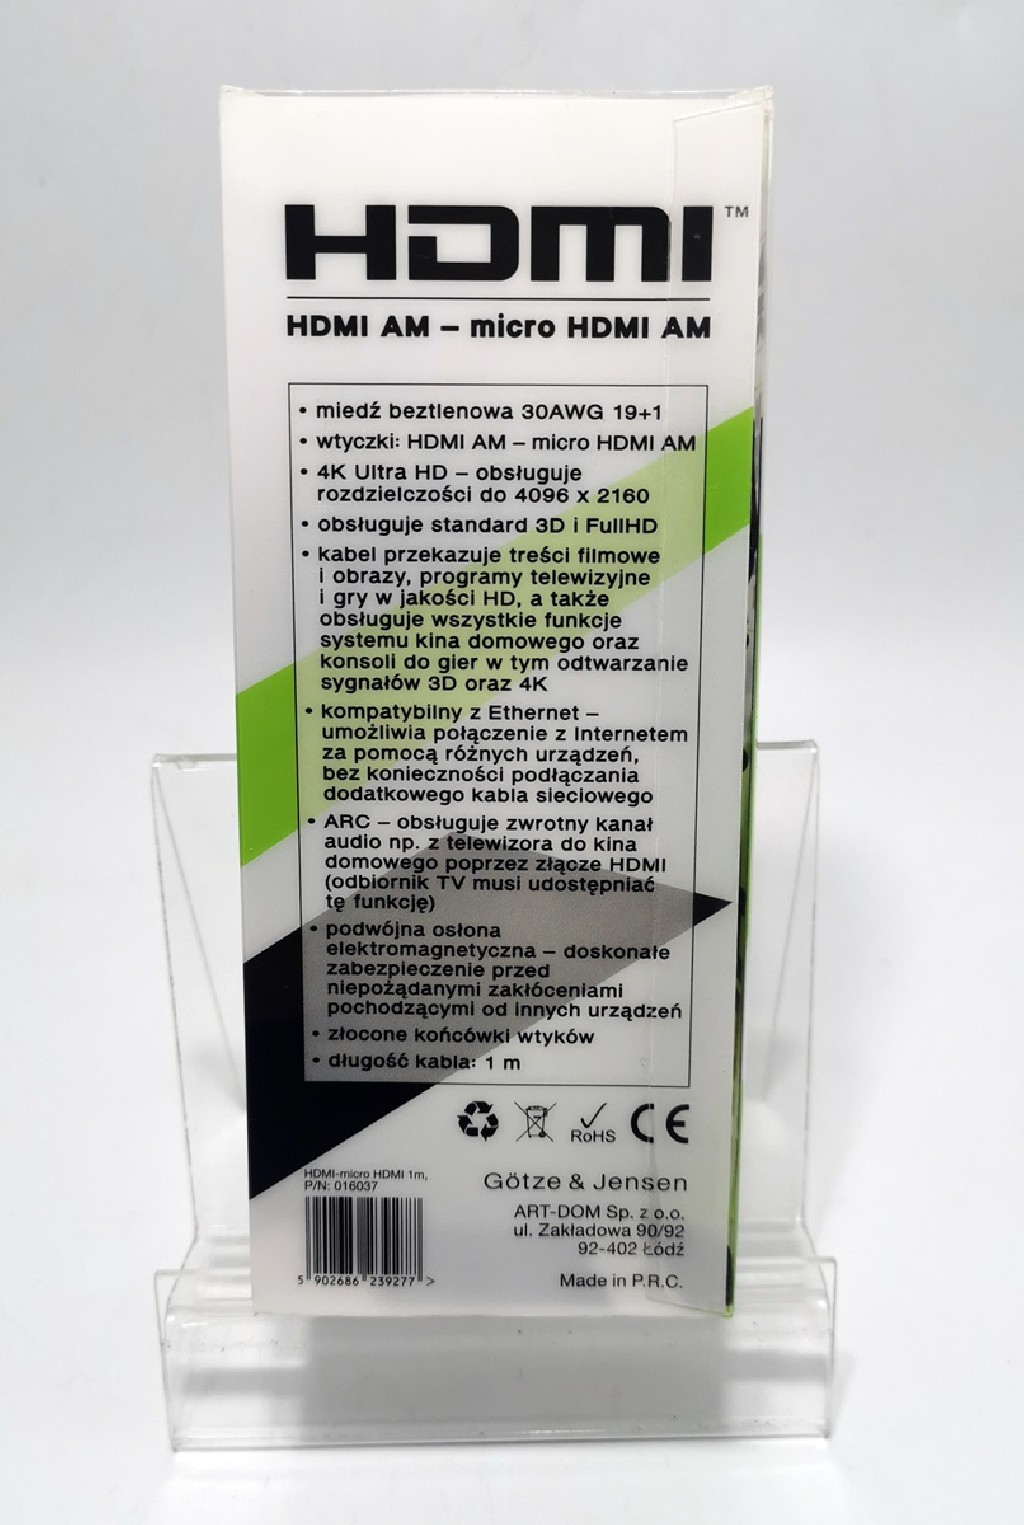 HDMI™
HDMI AM – micro HDMI AM
• miedź beztlenowa 30AWG 19+1
• wtyczki: HDMI AM – micro HDMI AM
• 4K Ultra HD – obsługuje
rozdzielczości do 4096 x 2160
• obsługuje standard 3D i FullHD
• kabel przekazuje treści filmowe
i obrazy, programy telewizyjne
i gry w jakości HD, a także
obsługuje wszystkie funkcje
systemu kina domowego oraz
konsoli do gier w tym odtwarzanie
sygnałów 3D oraz 4K
• kompatybilny z Ethernet –
umożliwia połączenie z Internetem
za pomocą różnych urządzeń,
bez konieczności podłączania
dodatkowego kabla sieciowego
• ARC – obsługuje zwrotny kanał
audio np. z telewizora do kina
domowego poprzez złącze HDMI
(odbiornik TV musi udostępniać
tę funkcję)
• podwójna osłona
elektromagnetyczna – doskonałe
zabezpieczenie przed
niepożądanymi zakłóceniami
pochodzącymi od innych urządzeń
• złocone końcówki wtyków
• długość kabla: 1 m
RoHS CE
HDMI-micro HDMI 1m,
P/N: 016037
5 902686 239277 >
Götze & Jensen
ART-DOM Sp. z o.o.
ul. Zakładowa 90/92
92-402 Łódź
Made in P.R.C.